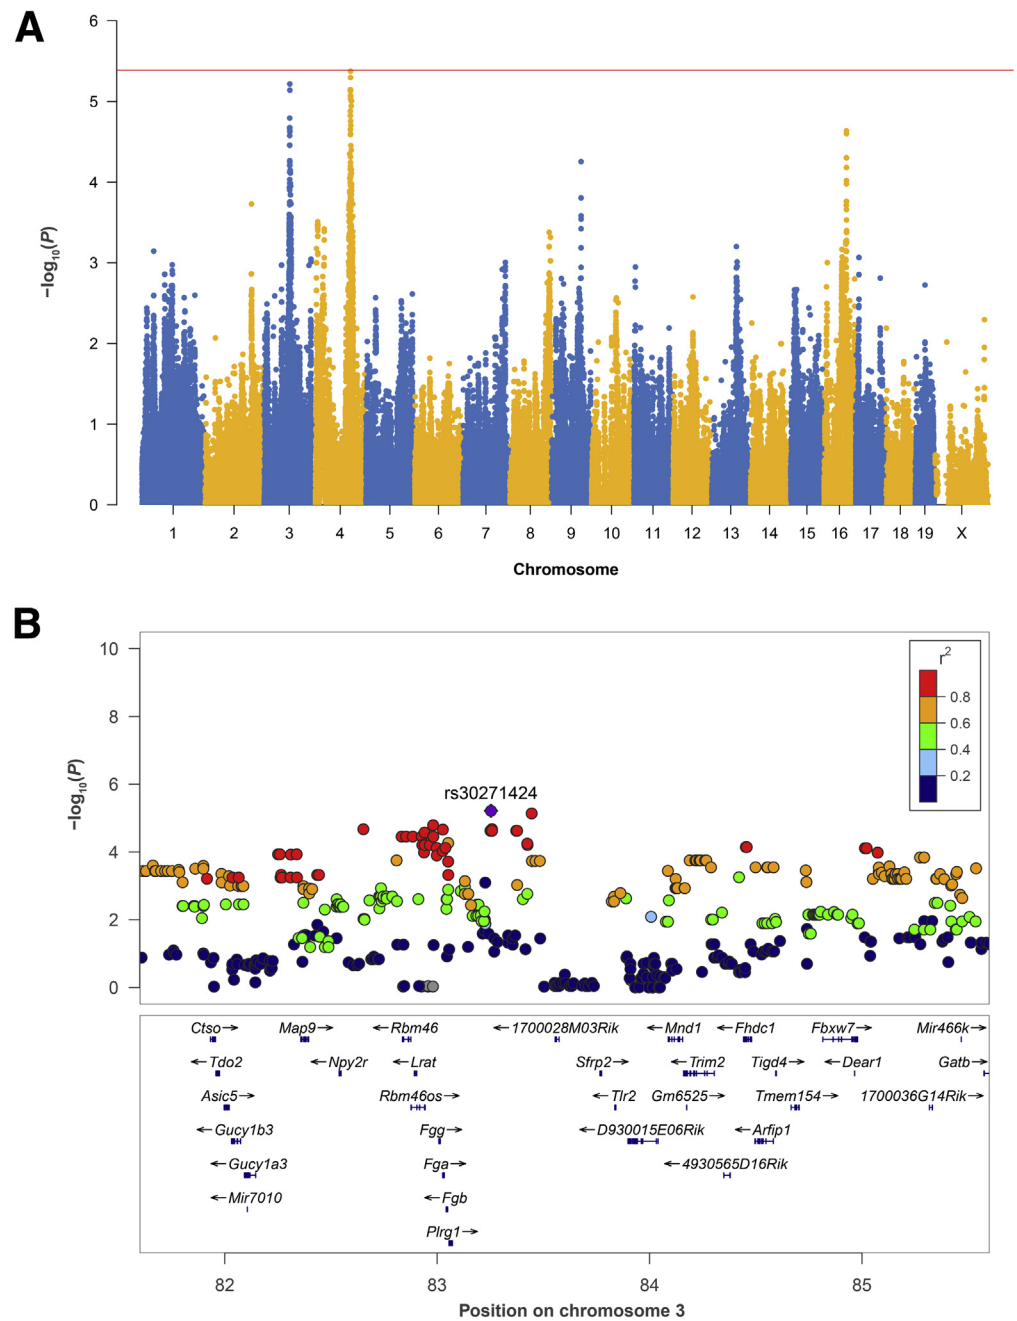 A
6
5
4
3
2
1
0
−log10(P)
1 2 3 4 5 6 7 8 9 10 11 12 13 14 15 16 17 18 19 X
Chromosome
B
10
8
6
4
2
0
−log10(P)
rs30271424
r2
0.8
0.6
0.4
0.2
Ctso→ Map9→ ←Rbm46 ←1700028M03Rik ←Mnd1 ←Fhdc1 Fbxw7→ Mir466k→
←Tdo2 ←Npy2r ←Lrat Sfrp2→ ←Trim2 Tigd4→ ←Dear1 Gatb→
Asic5→ Rbm46os→ ←Tlr2 Gm6525→ Tmem154→ 1700036G14Rik→
←Gucy1b3 Fgg→ ←D930015E06Rik ←Arfip1
←Gucy1a3 Fga→ ←4930565D16Rik
←Mir7010 ←Fgb
Plrg1→
82 83 84 85
Position on chromosome 3